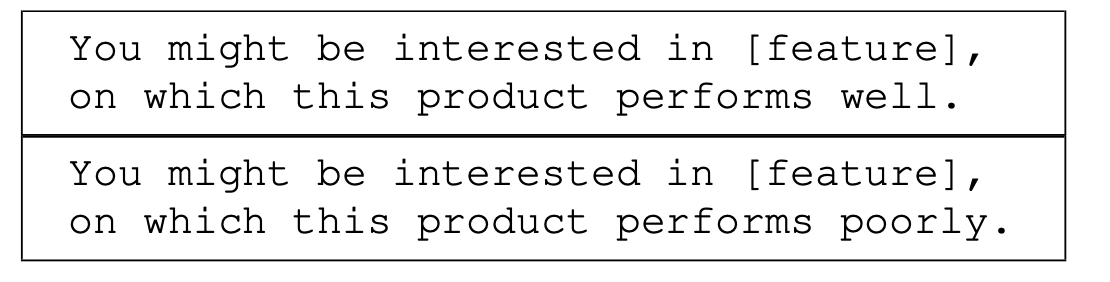 You might be interested in [feature],
on which this product performs well.
You might be interested in [feature],
on which this product performs poorly.